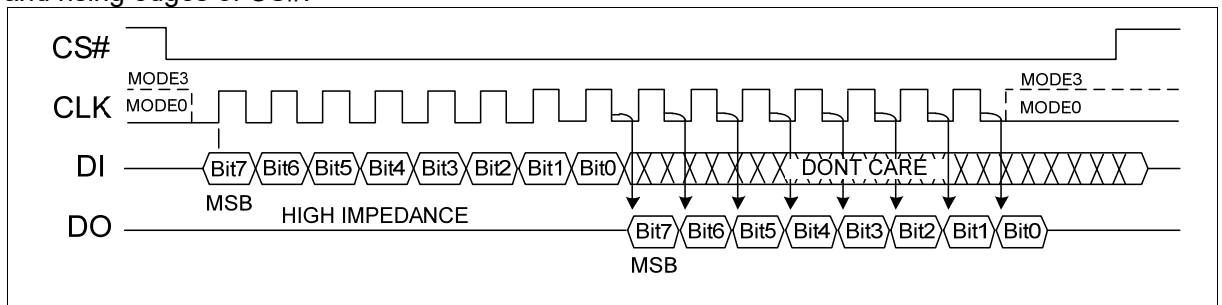 and rising edges of CS#.
CS#
MODE3
MODE3
CLK
MODE0
MODE0
DI
Bit7 Bit6 Bit5 Bit4 Bit3 Bit2 Bit1 Bit0
DONT CARE
MSB
HIGH IMPEDANCE
DO
Bit7 Bit6 Bit5 Bit4 Bit3 Bit2 Bit1 Bit0
MSB